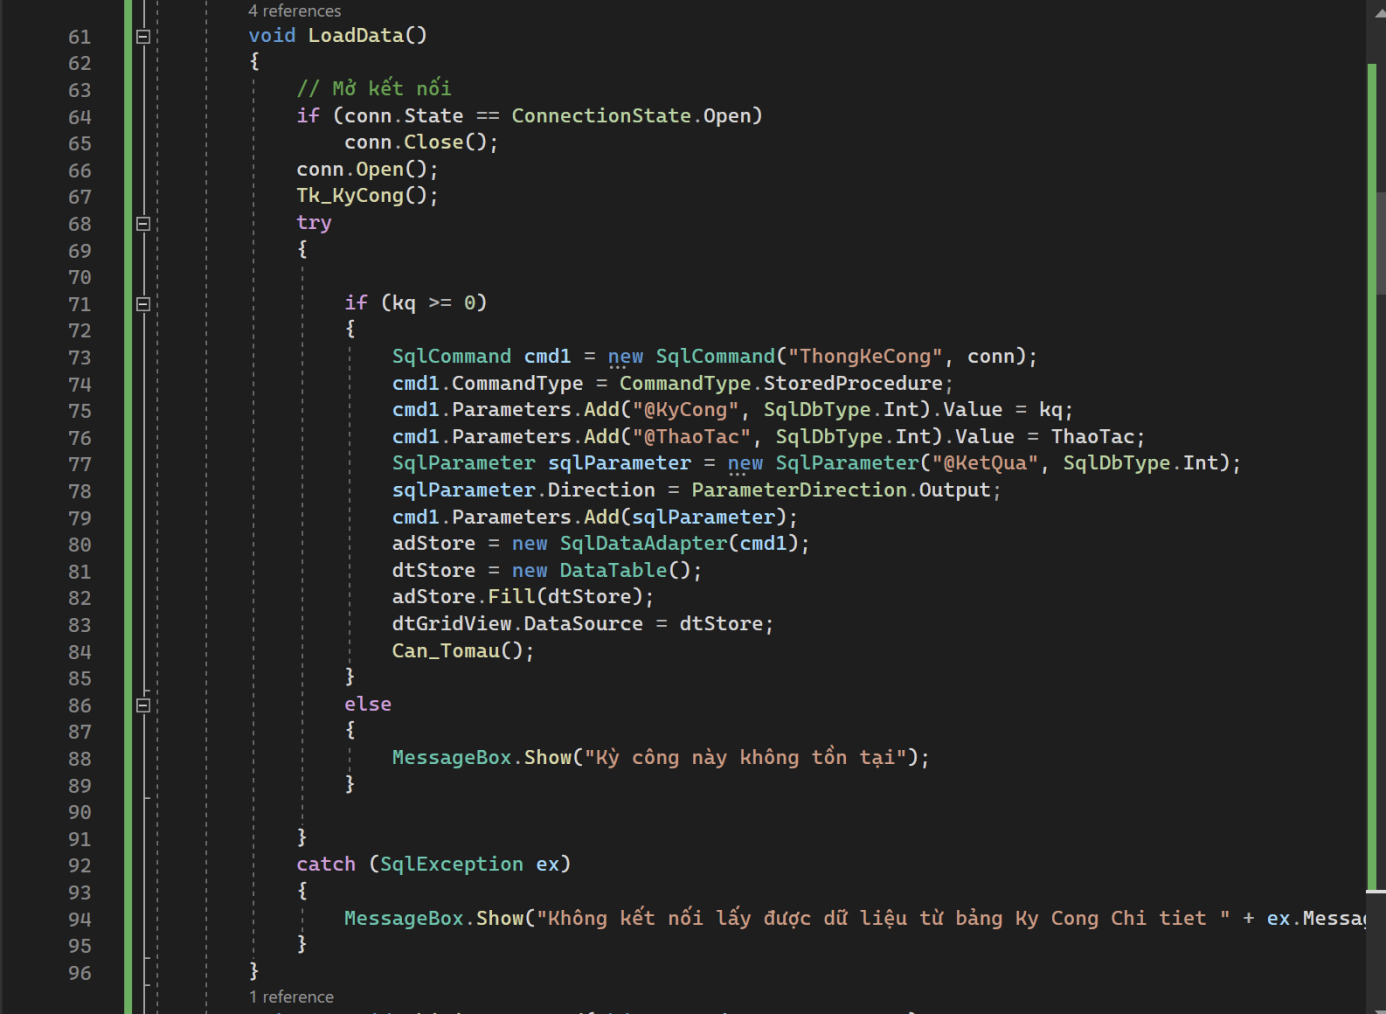 4 references
61 void LoadData()
62 {
63 // Mở kết nối
64 if (conn.State == ConnectionState.Open)
65 conn.Close();
66 conn.Open();
67 Tk_KyCong();
68 try
69 {
70
71 if (kq >= 0)
72 {
73 SqlCommand cmd1 = new SqlCommand("ThongKeCong", conn);
74 cmd1.CommandType = CommandType.StoredProcedure;
75 cmd1.Parameters.Add("@KyCong", SqlDbType.Int).Value = kq;
76 cmd1.Parameters.Add("@ThaoTac", SqlDbType.Int).Value = ThaoTac;
77 SqlParameter sqlParameter = new SqlParameter("@KetQua", SqlDbType.Int);
78 sqlParameter.Direction = ParameterDirection.Output;
79 cmd1.Parameters.Add(sqlParameter);
80 adStore = new SqlDataAdapter(cmd1);
81 dtStore = new DataTable();
82 adStore.Fill(dtStore);
83 dtGridView.DataSource = dtStore;
84 Can_Tomau();
85 }
86 else
87 {
88 MessageBox.Show("Kỳ công này không tồn tại");
89 }
90
91 }
92 catch (SqlException ex)
93 {
94 MessageBox.Show("Không kết nối lấy được dữ liệu từ bảng Ky Cong Chi tiet " + ex.Messa
95 }
96 }
1 reference